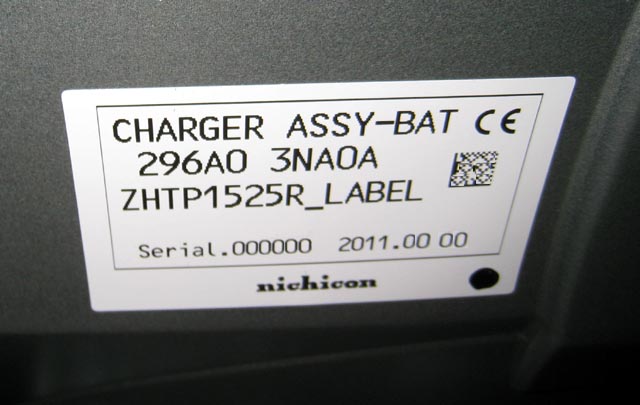 CHARGER ASSY-BAT CE
296A0 3NA0A
ZHTP1525R_LABEL
Serial.000000 2011.00 00
nichicon